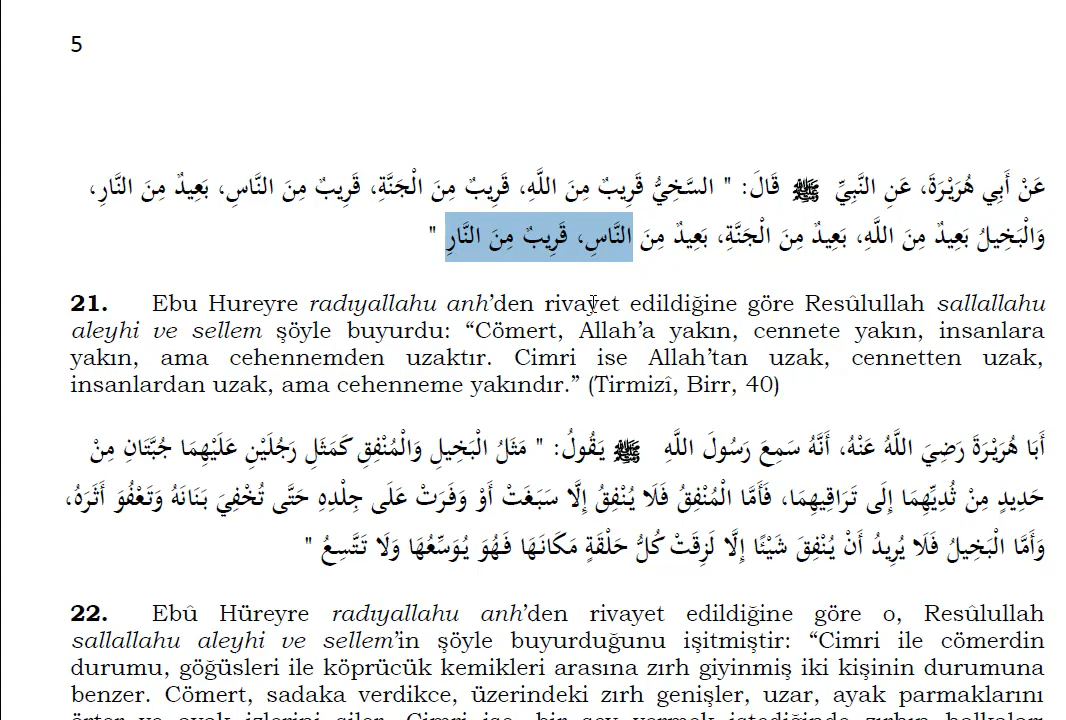 5
عَنْ أَبِي هُرَيْرَةَ، عَنِ النَّبِيِّ ﷺ قَالَ: " السَّخِيُّ قَرِيبٌ مِنَ اللَّهِ، قَرِيبٌ مِنَ الْجَنَّةِ، قَرِيبٌ مِنَ النَّاسِ، بَعِيدٌ مِنَ النَّارِ،
وَالْبَخِيلُ بَعِيدٌ مِنَ اللَّهِ، بَعِيدٌ مِنَ الْجَنَّةِ، بَعِيدٌ مِنَ النَّاسِ، قَرِيبٌ مِنَ النَّارِ "
21. Ebu Hureyre radıyallahu anh’den rivayet edildiğine göre Resûlullah sallallahu
aleyhi ve sellem şöyle buyurdu: “Cömert, Allah’a yakın, cennete yakın, insanlara
yakın, ama cehennemden uzaktır. Cimri ise Allah’tan uzak, cennetten uzak,
insanlardan uzak, ama cehenneme yakındır.” (Tirmizî, Birr, 40)
أَبَا هُرَيْرَةَ رَضِيَ اللَّهُ عَنْهُ، أَنَّهُ سَمِعَ رَسُولَ اللَّهِ ﷺ يَقُولُ: " مَثَلُ الْبَخِيلِ وَالْمُنْفِقِ كَمَثَلِ رَجُلَيْنِ عَلَيْهِمَا جُبَّتَانِ مِنْ
حَدِيدٍ مِنْ ثُدِيِّهِمَا إِلَى تَرَاقِيهِمَا، فَأَمَّا الْمُنْفِقُ فَلَا يُنْفِقُ إِلَّا سَبَغَتْ أَوْ وَفَرَتْ عَلَى جِلْدِهِ حَتَّى تُخْفِيَ بَنَانَهُ وَتَعْفُوَ أَثَرَهُ،
وَأَمَّا الْبَخِيلُ فَلَا يُرِيدُ أَنْ يُنْفِقَ شَيْئًا إِلَّا لَزِقَتْ كُلُّ حَلْقَةٍ مَكَانَهَا فَهُوَ يُوَسِّعُهَا وَلَا تَتَّسِعُ "
22. Ebû Hüreyre radıyallahu anh’den rivayet edildiğine göre o, Resûlullah
sallallahu aleyhi ve sellem’in şöyle buyurduğunu işitmiştir: “Cimri ile cömerdin
durumu, göğüsleri ile köprücük kemikleri arasına zırh giyinmiş iki kişinin durumuna
benzer. Cömert, sadaka verdikçe, üzerindeki zırh genişler, uzar, ayak parmaklarını